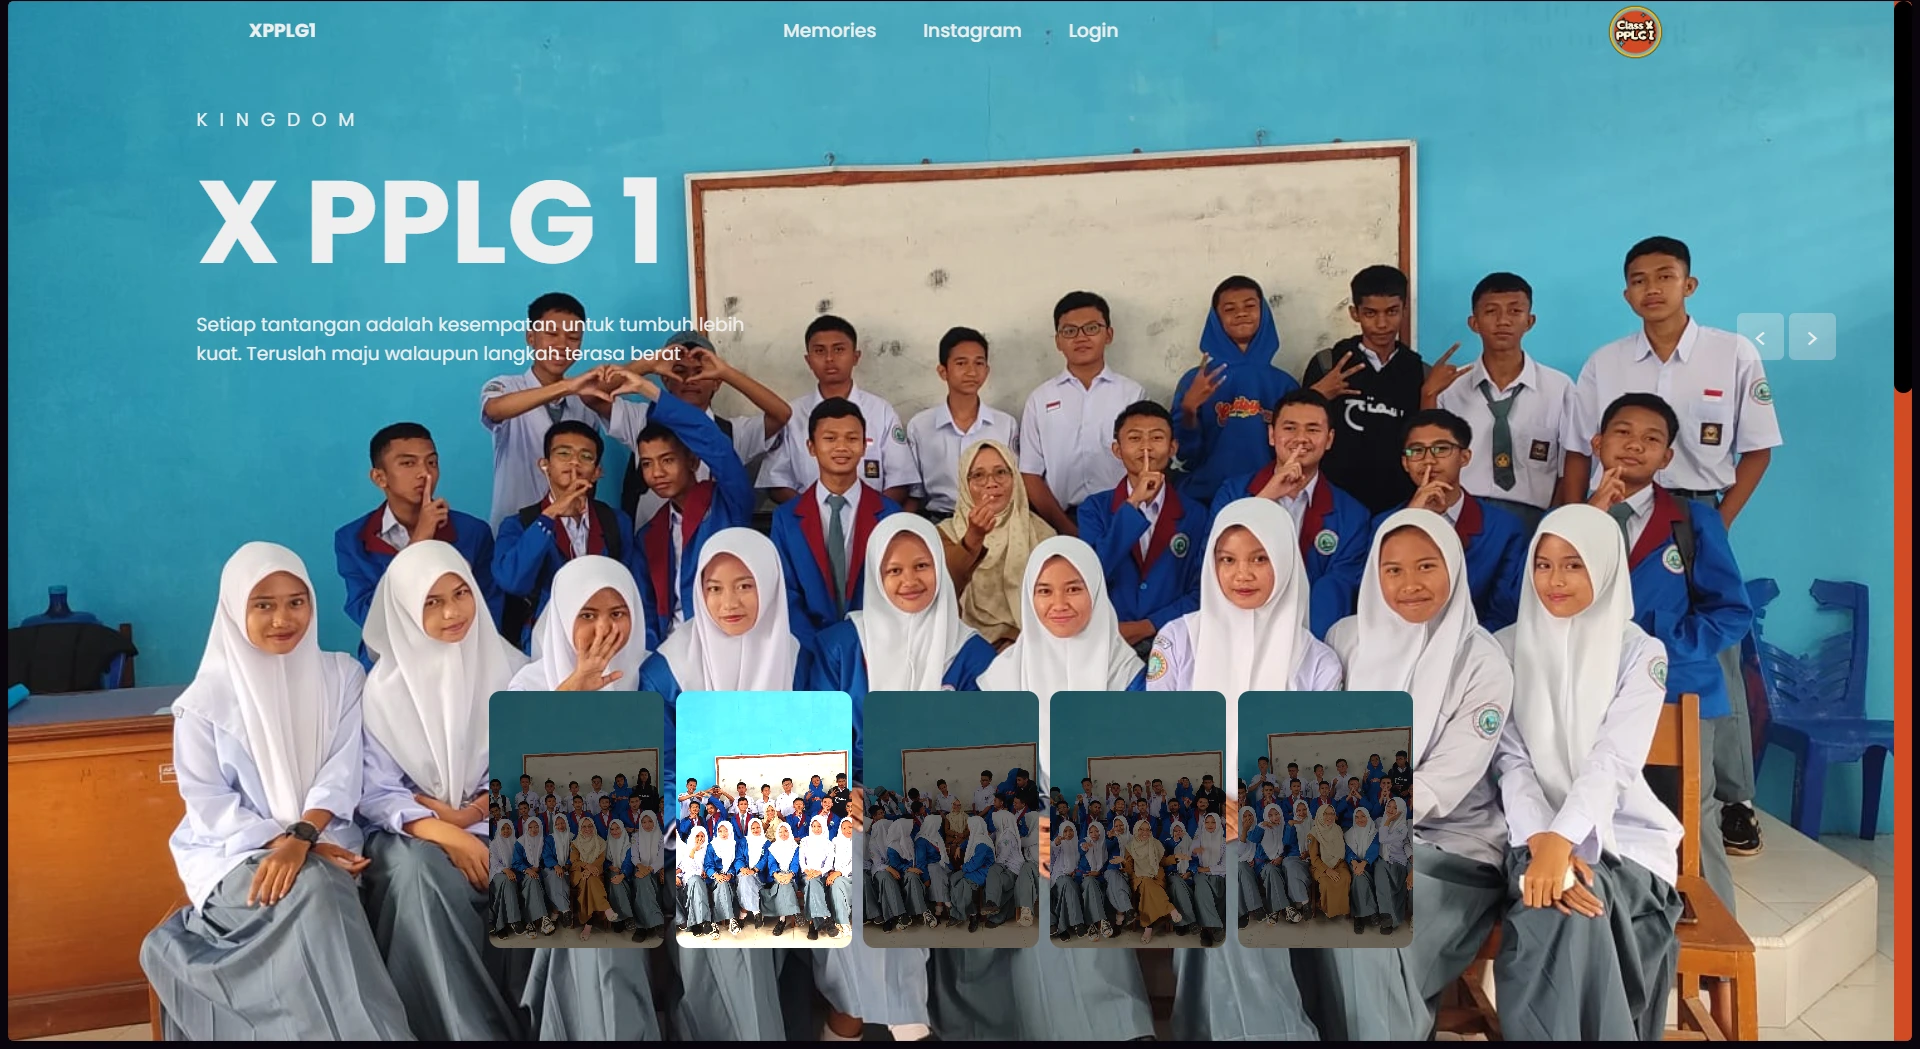 XPPLG1
Memories
Instagram
Login
Class X
PPLG I
KINGDOM
X PPLG 1
Setiap tantangan adalah kesempatan untuk tumbuh lebih
kuat. Teruslah maju walaupun langkah terasa berat